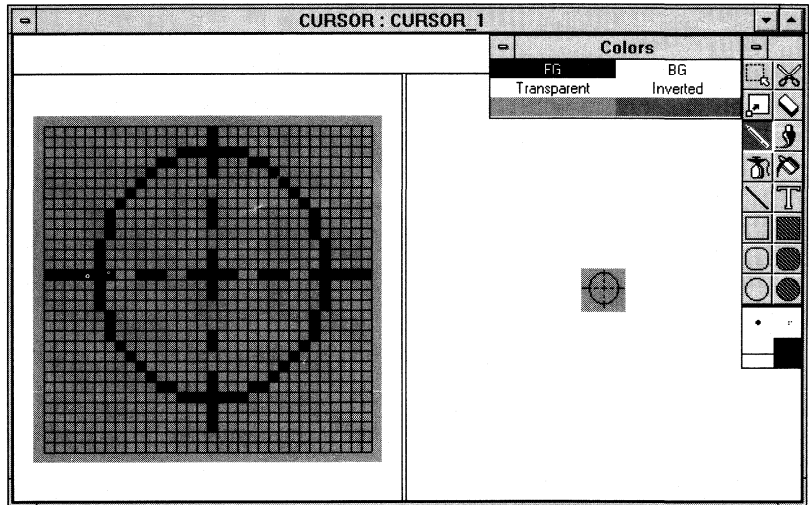 CURSOR : CURSOR_1
Colors
FG BG
Transparent Inverted
T